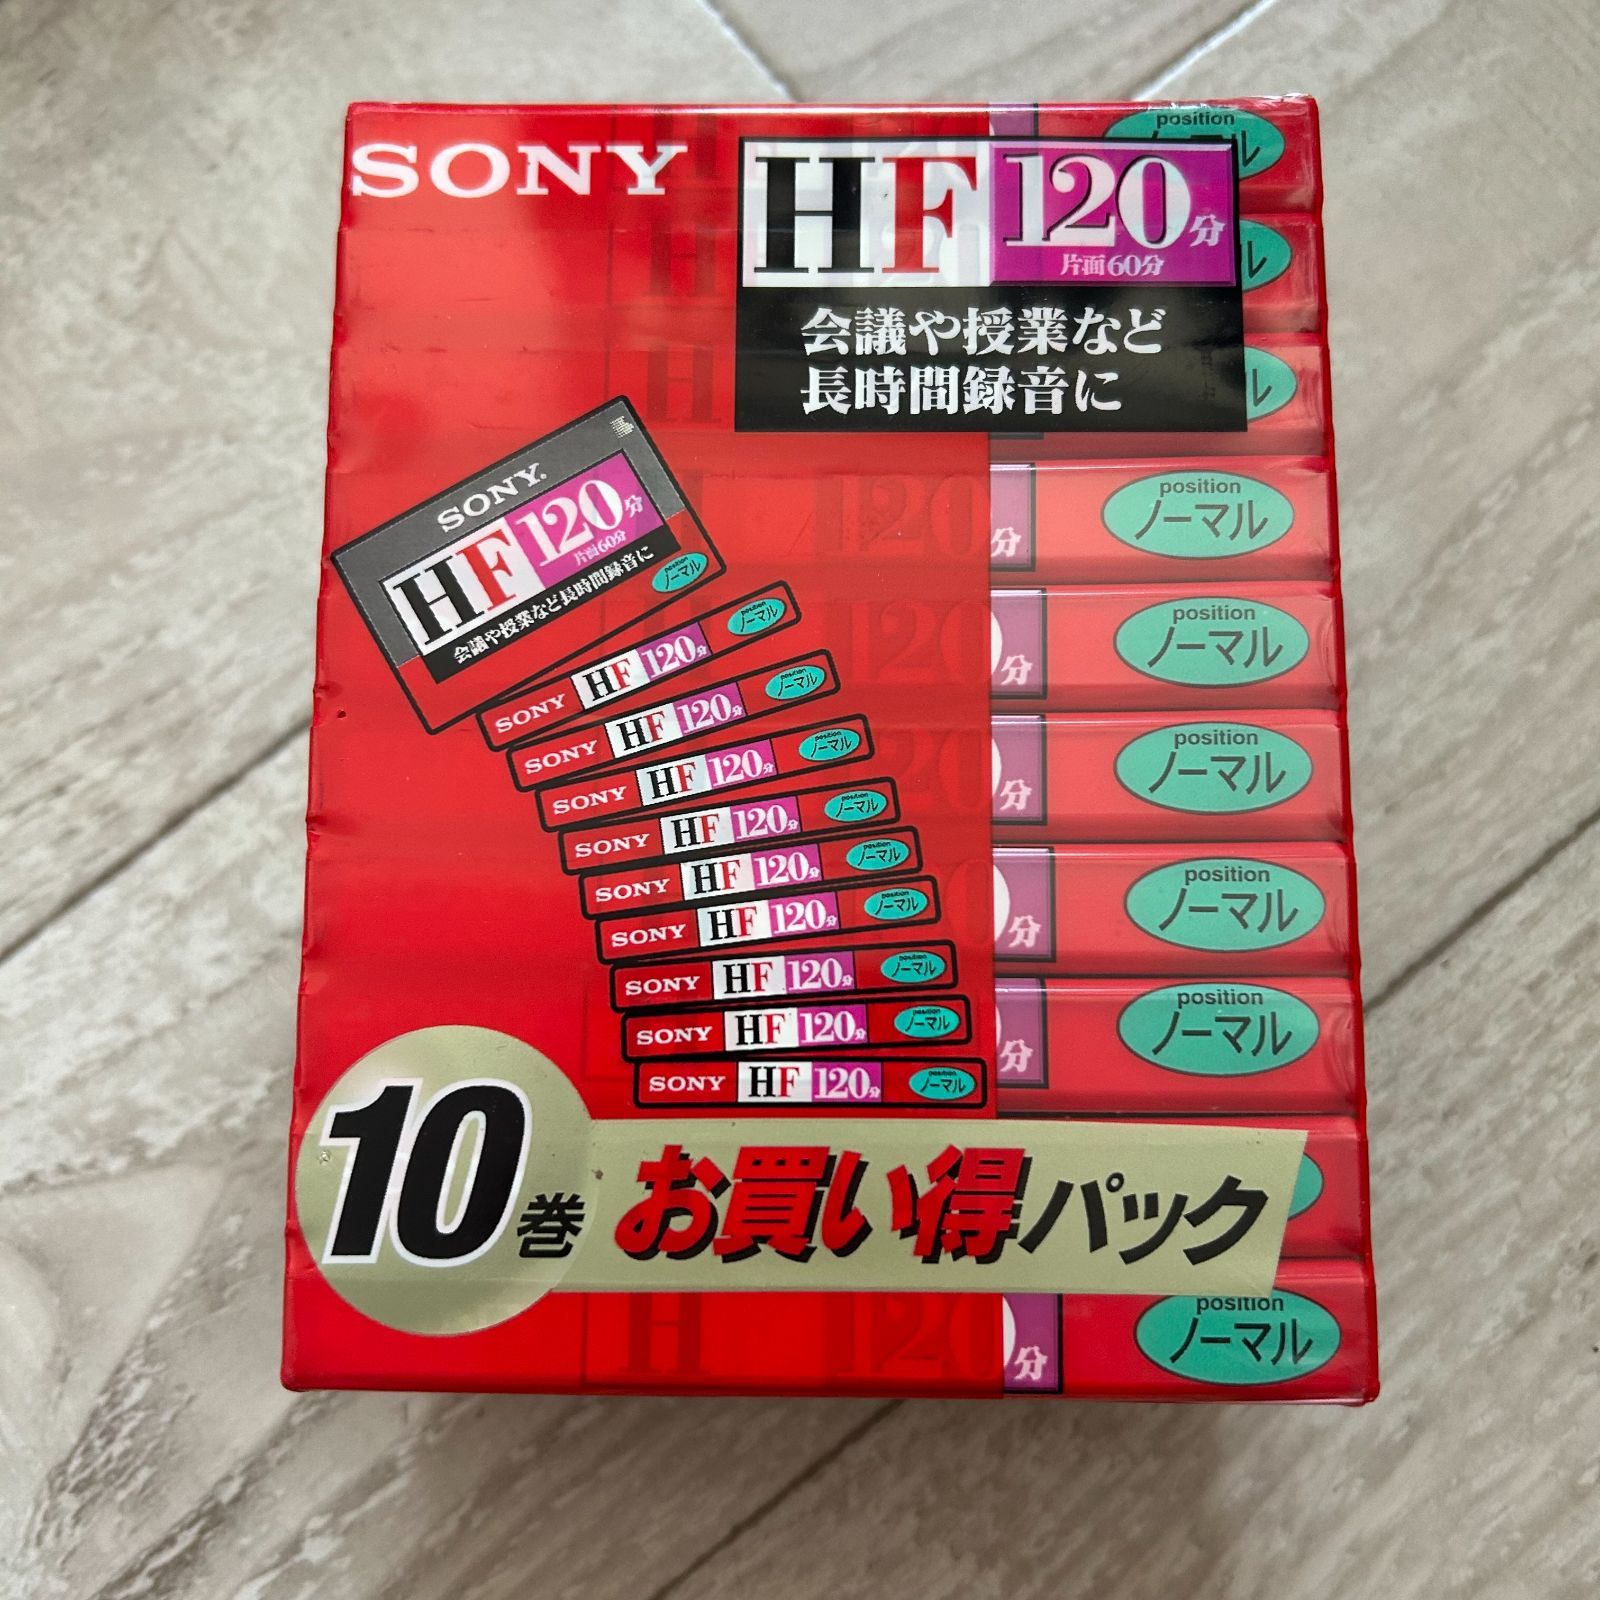 SONY
HF 120分
片面60分
会議や授業など
長時間録音に
position
ノーマル
position
ノーマル
position
ノーマル
position
ノーマル
position
ノーマル
position
ノーマル
SONY
HF 120分
片面60分
会議や授業など長時間録音に
position
ノーマル
SONY HF 120分 position ノーマル
SONY HF 120分 position ノーマル
SONY HF 120分 position ノーマル
SONY HF 120分 position ノーマル
SONY HF 120分 position ノーマル
SONY HF 120分 position ノーマル
SONY HF 120分 position ノーマル
SONY HF 120分 position ノーマル
SONY HF 120分 ノーマル
10巻 お買い得パック
position
ノーマル